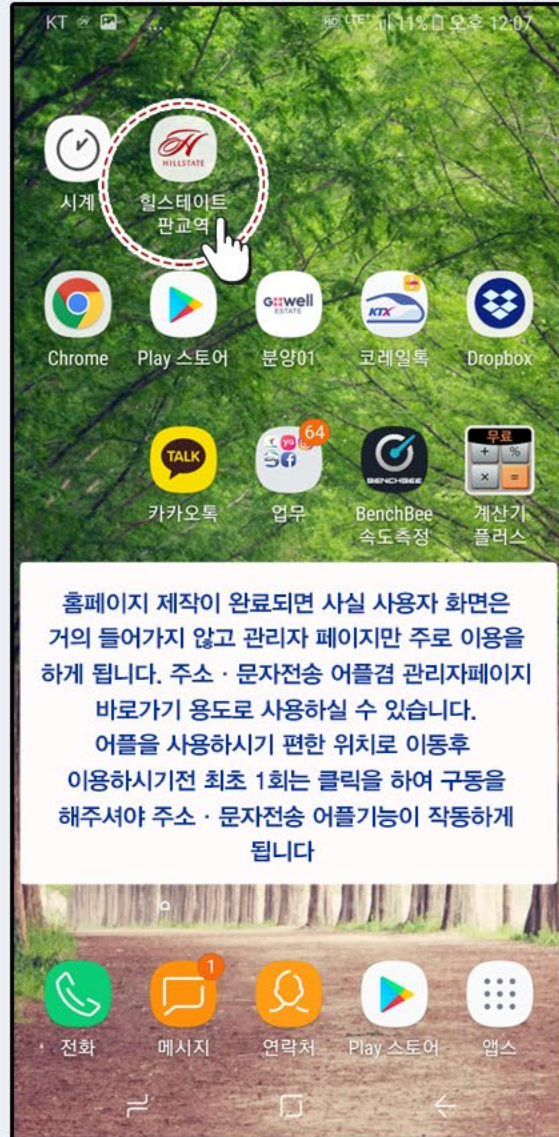 KT ... HD LTE+ 11% 오후 12:07
HILLSTATE
시계 힐스테이트
판교역
G::well
ESTATE
KTX
Chrome Play 스토어 분양01 코레일톡 Dropbox
TALK
64
BENCHBEE
무료
+ %
× =
카카오톡 업무 BenchBee 계산기
속도측정 플러스
홈페이지 제작이 완료되면 사실 사용자 화면은
거의 들어가지 않고 관리자 페이지만 주로 이용을
하게 됩니다. 주소 · 문자전송 어플겸 관리자페이지
바로가기 용도로 사용하실 수 있습니다.
어플을 사용하시기 편한 위치로 이동후
이용하시기전 최초 1회는 클릭을 하여 구동을
해주셔야 주소 · 문자전송 어플기능이 작동하게
됩니다
1
전화 메시지 연락처 Play 스토어 앱스